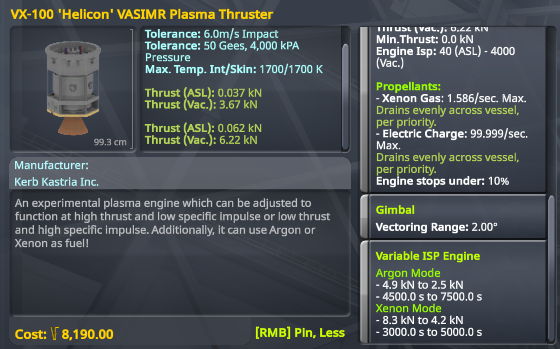 VX-100 'Helicon' VASIMR Plasma Thruster
Tolerance: 6.0m/s Impact
Tolerance: 50 Gees, 4,000 kPA
Pressure
Max. Temp. Int/Skin: 1700/1700 K
Thrust (ASL): 0.037 kN
Thrust (Vac.): 3.67 kN
Thrust (ASL): 0.062 kN
Thrust (Vac.): 6.22 kN
99.3 cm
Manufacturer:
Kerb Kastria Inc.
An experimental plasma engine which can be adjusted to
function at high thrust and low specific impulse or low thrust
and high specific impulse. Additionally, it can use Argon or
Xenon as fuel!
Cost: 8,190.00
[RMB] Pin, Less
Thrust (Vac.): 6.22 kN
Min.Thrust: 0.0 kN
Engine Isp: 40 (ASL) - 4000
(Vac.)
Propellants:
- Xenon Gas: 1.586/sec. Max.
Drains evenly across vessel,
per priority.
- Electric Charge: 99.999/sec.
Max.
Drains evenly across vessel,
per priority.
Engine stops under: 10%
Gimbal
Vectoring Range: 2.00°
Variable ISP Engine
Argon Mode
- 4.9 kN to 2.5 kN
- 4500.0 s to 7500.0 s
Xenon Mode
- 8.3 kN to 4.2 kN
- 3000.0 s to 5000.0 s